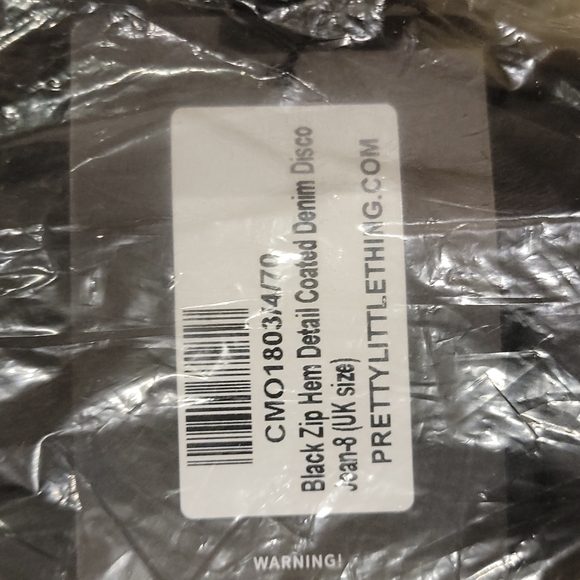 CMO1803/4/70
Black Zip Hem Detail Coated Denim Disco
Jean-8 (UK size)
PRETTYLITTLETHING.COM
WARNING!